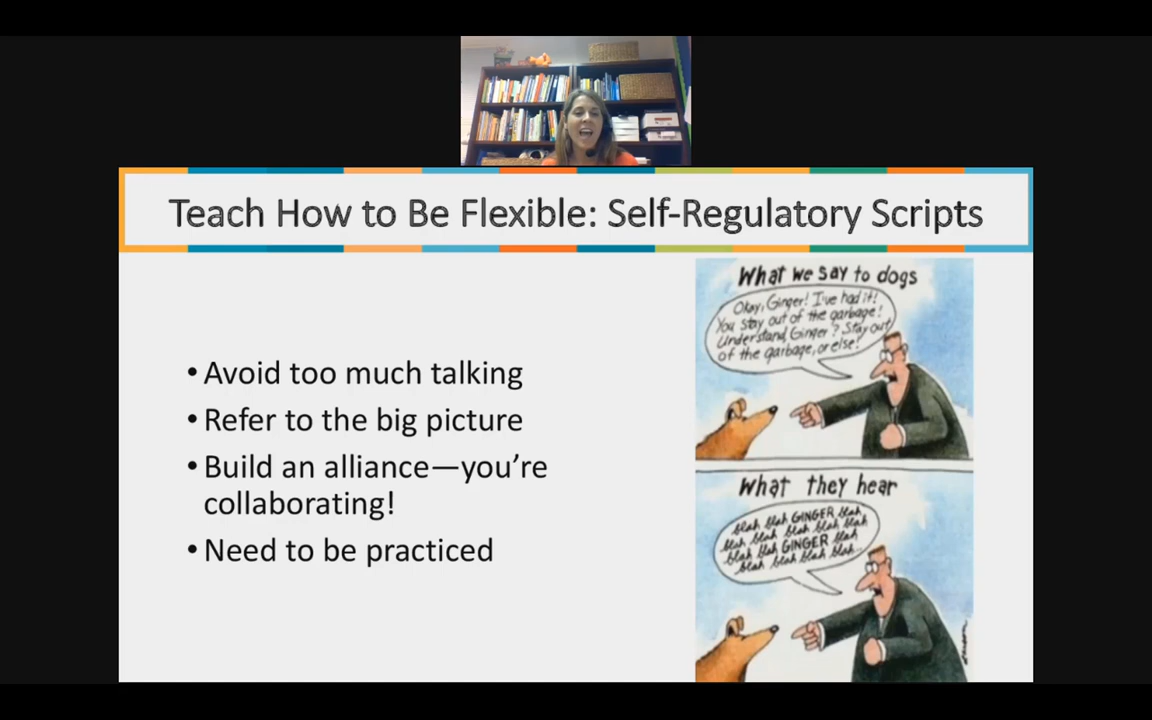 Teach How to Be Flexible: Self-Regulatory Scripts
• Avoid too much talking
• Refer to the big picture
• Build an alliance—you're
collaborating!
• Need to be practiced
What we say to dogs
Okay, Ginger! I've had it!
You stay out of the garbage!
Understand, Ginger? Stay out
of the garbage, or else!
What they hear
blah blah GINGER blah
blah blah blah blah blah
blah blah GINGER blah
blah blah blah blah...
Larson